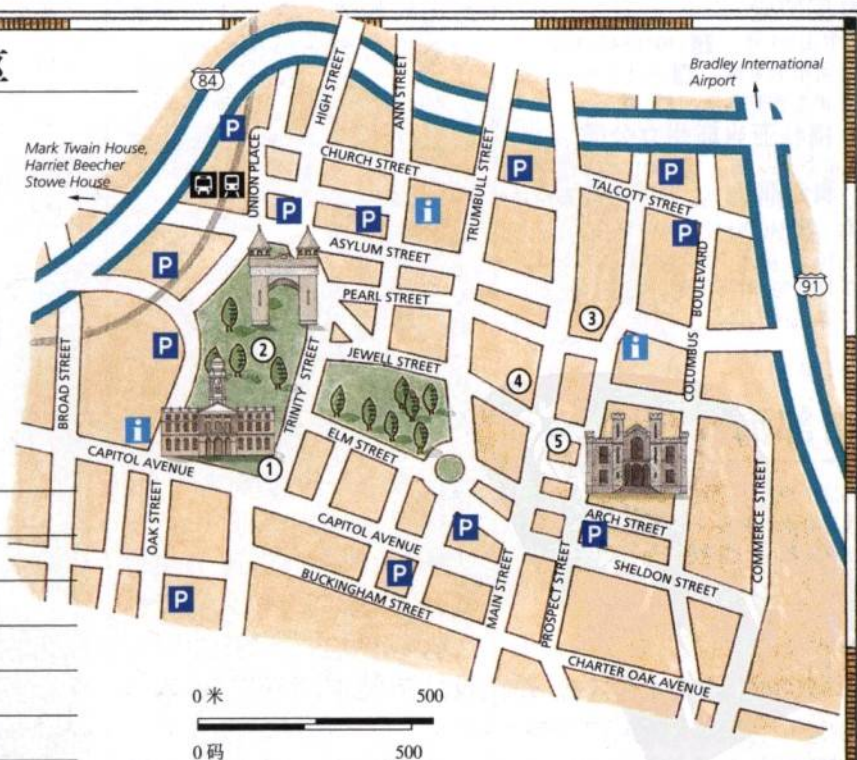 区
84
Bradley International
Airport
Mark Twain House,
Harriet Beecher
Stowe House
HIGH STREET
ANN STREET
UNION PLACE
CHURCH STREET
TRUMBULL STREET
TALCOTT STREET
P
P
P
P
P
P
P
P
P
P
P
P
i
i
i
ASYLUM STREET
PEARL STREET
JEWELL STREET
COLUMBUS BOULEVARD
91
BROAD STREET
TRINITY STREET
ELM STREET
CAPITOL AVENUE
OAK STREET
CAPITOL AVENUE
BUCKINGHAM STREET
MAIN STREET
PROSPECT STREET
ARCH STREET
SHELDON STREET
COMMERCE STREET
CHARTER OAK AVENUE
1
2
3
4
5
0 米 500
0 码 500